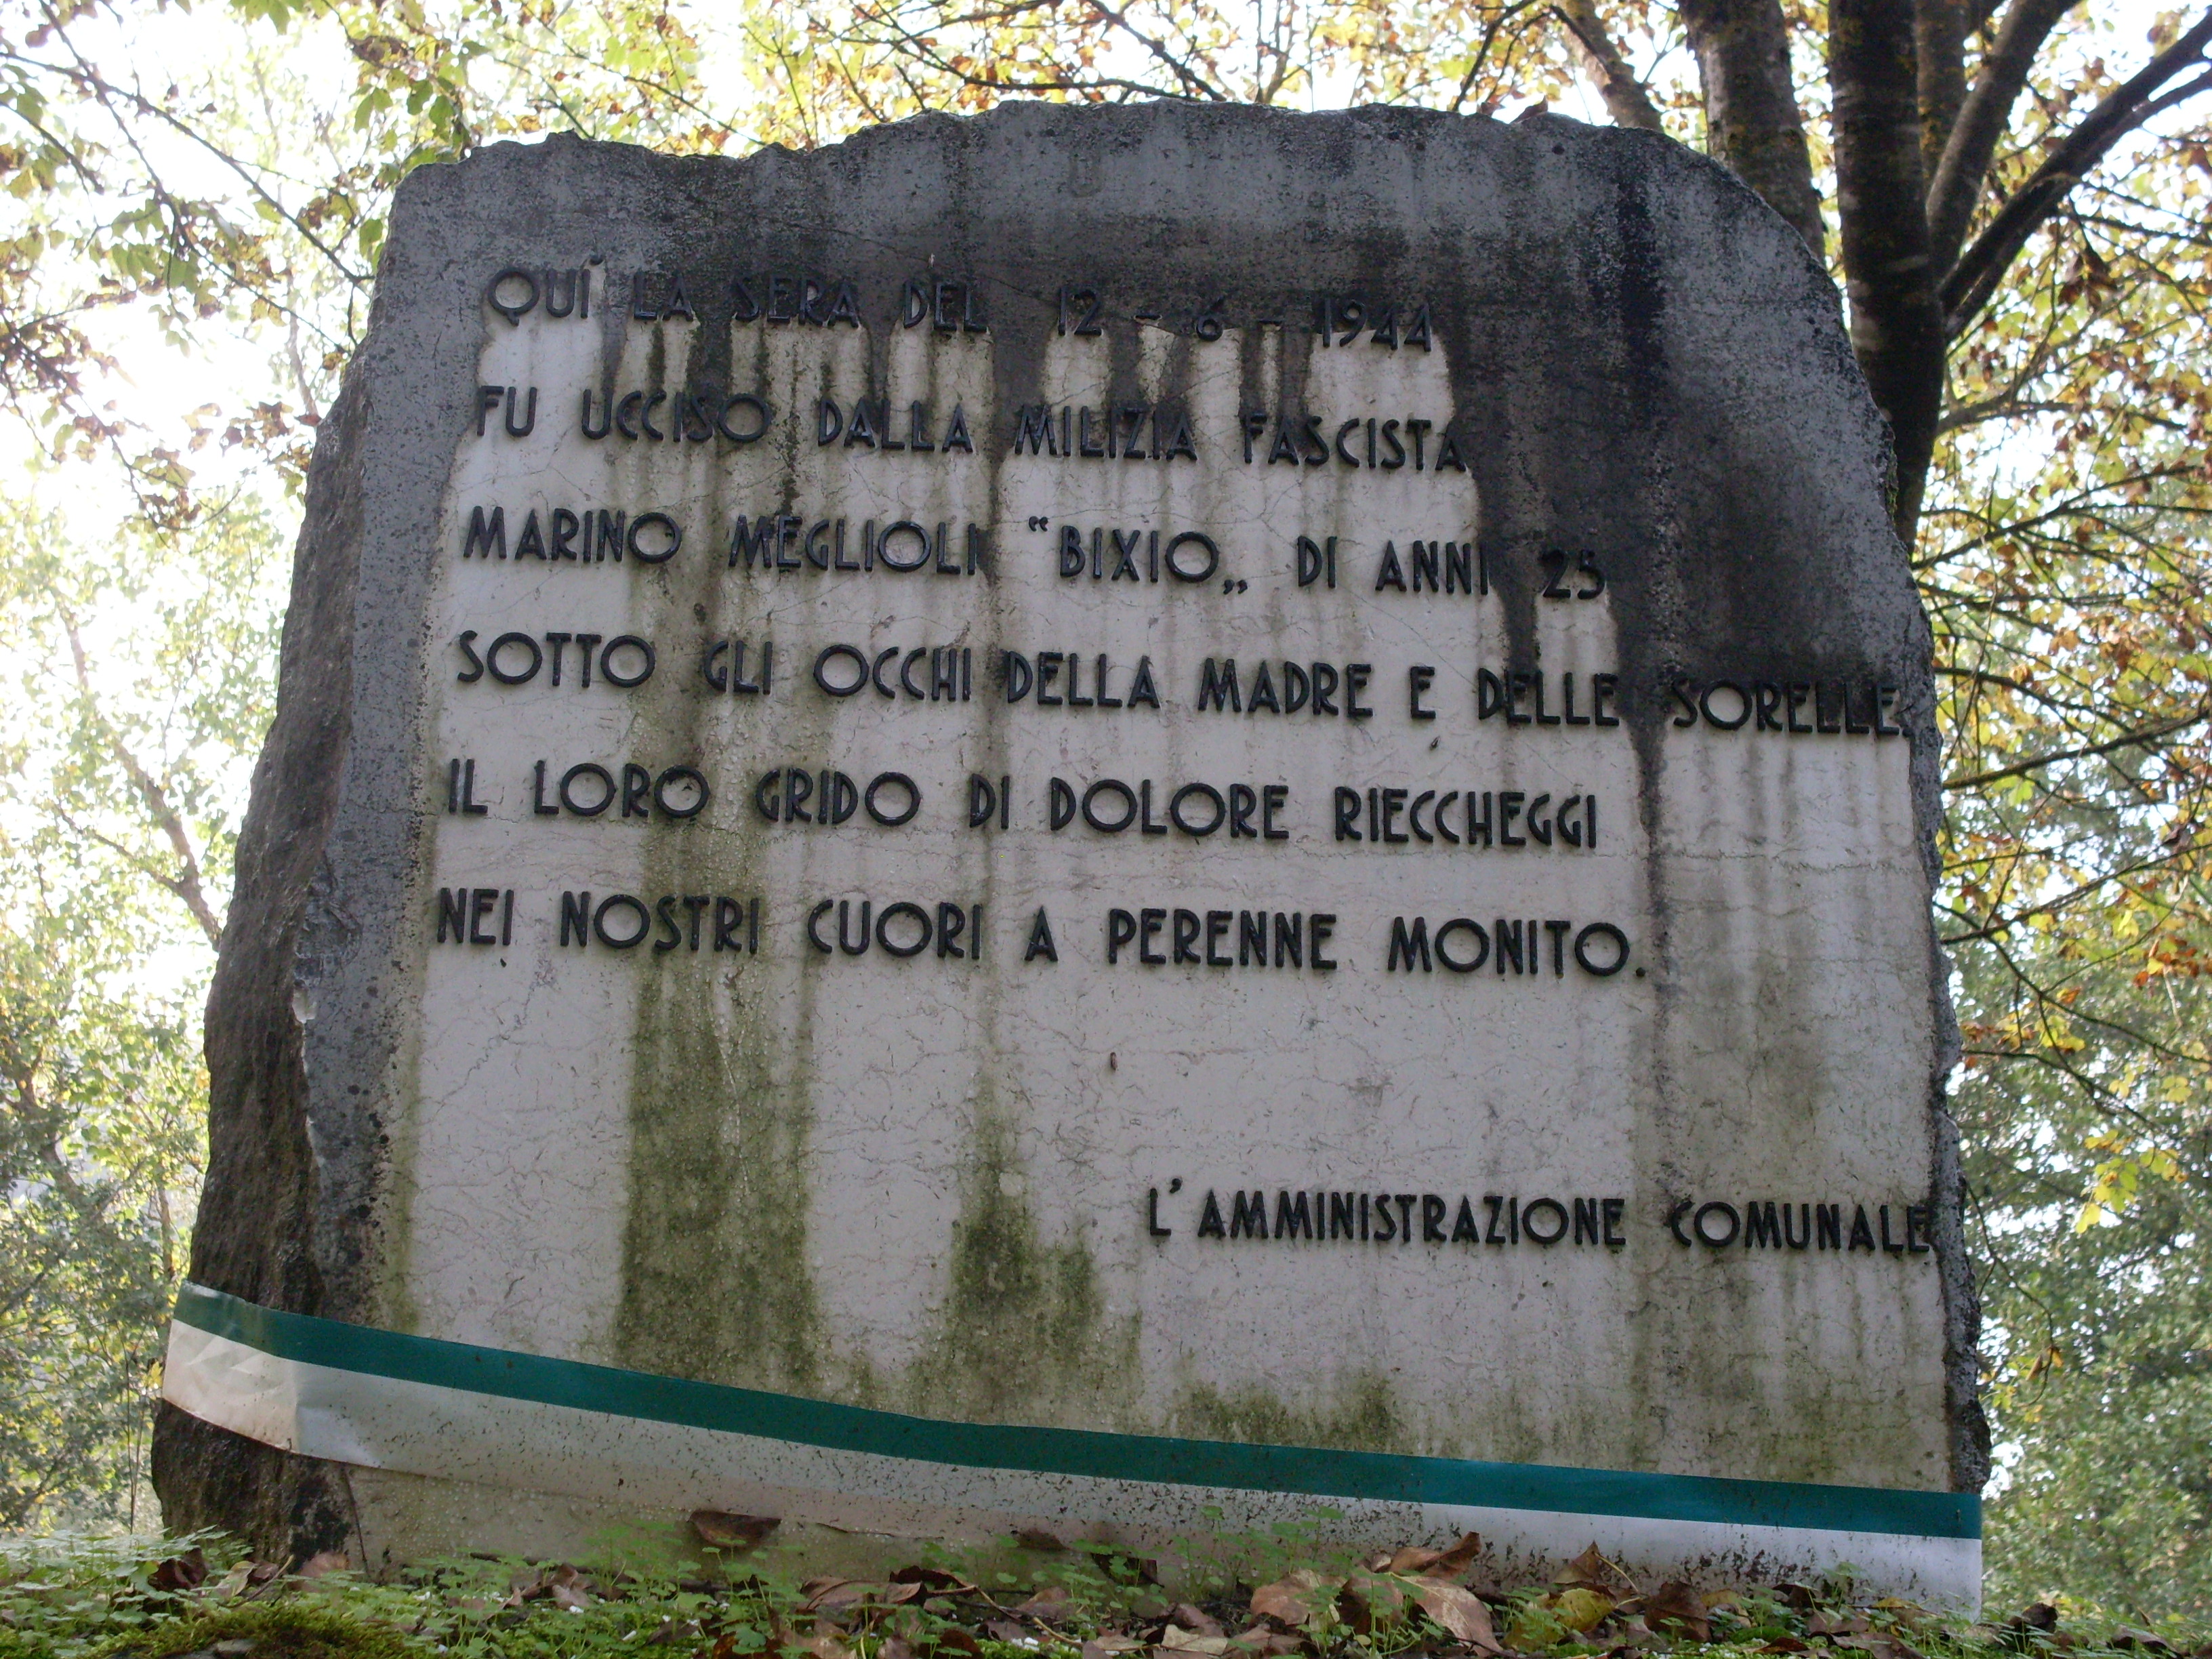 QUI´ LA SERA DEL 12 - 6 - 1944
FU UCCISO DALLA MILIZIA FASCISTA
MARINO MEGLIOLI “BIXIO„ DI ANNI 25
SOTTO GLI OCCHI DELLA MADRE E DELLE SORELLE.
IL LORO GRIDO DI DOLORE RIECCHEGGI
NEI NOSTRI CUORI A PERENNE MONITO.
L'AMMINISTRAZIONE COMUNALE